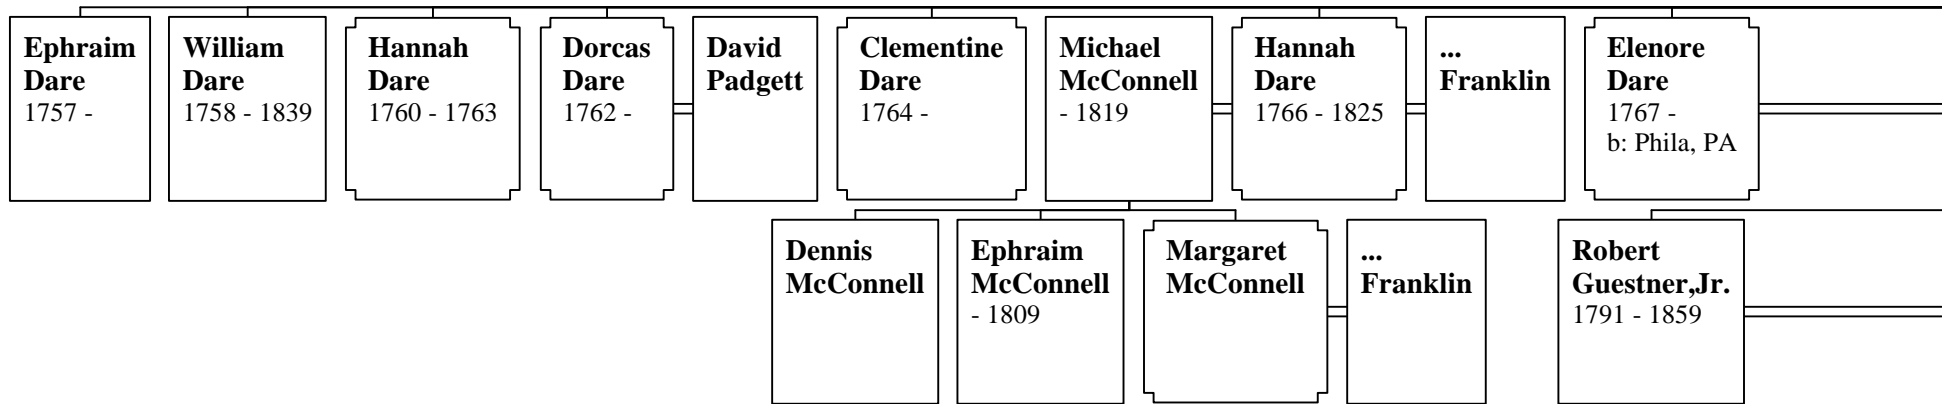 Ephraim
Dare
1757 -
William
Dare
1758 - 1839
Hannah
Dare
1760 - 1763
Dorcas
Dare
1762 -
David
Padgett
Clementine
Dare
1764 -
Michael
McConnell
- 1819
Hannah
Dare
1766 - 1825
...
Franklin
Elenore
Dare
1767 -
b: Phila, PA
Dennis
McConnell
Ephraim
McConnell
- 1809
Margaret
McConnell
...
Franklin
Robert
Guestner,Jr.
1791 - 1859